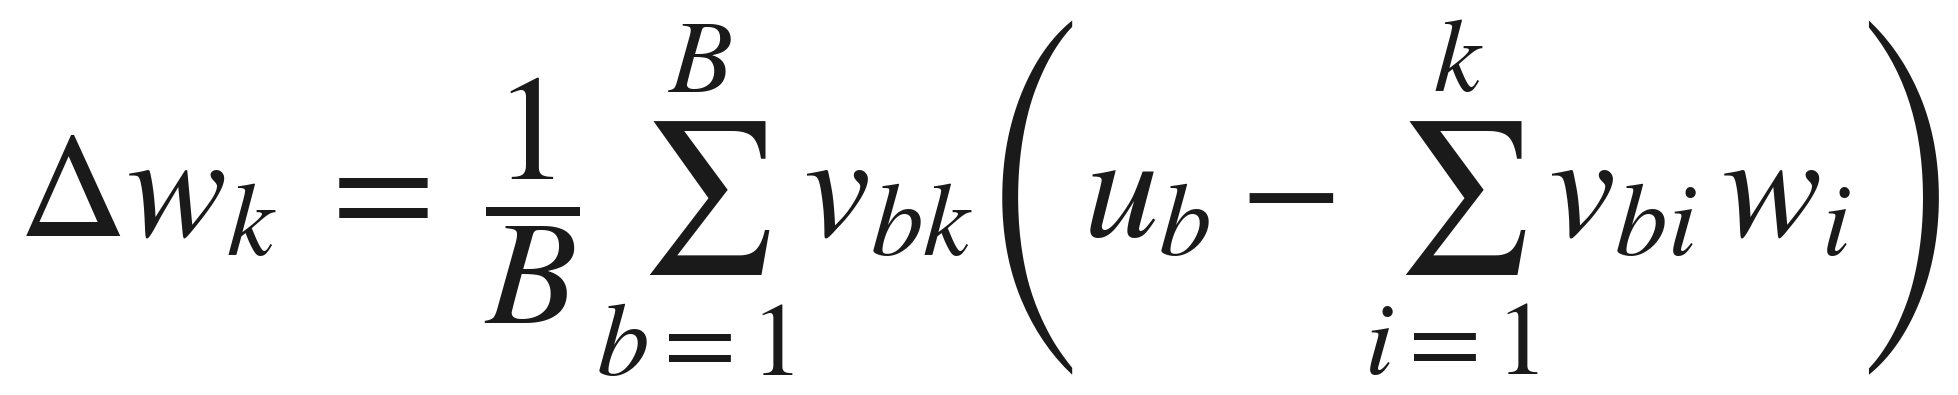 Δw_k = \frac{1}{B} \sum_{b=1}^{B} v_{bk} \left( u_b - \sum_{i=1}^{k} v_{bi} w_i \right)